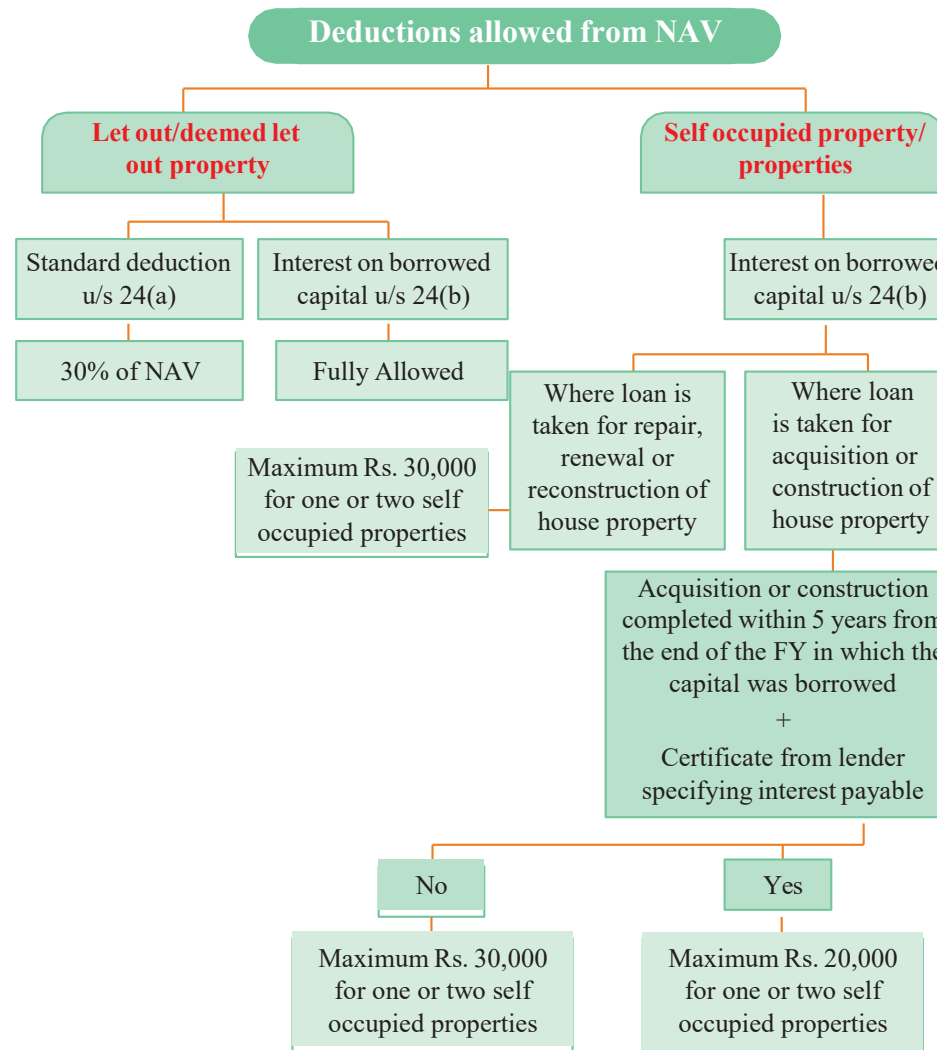 Deductions allowed from NAV
Let out/deemed let
out property
Self occupied property/
properties
Standard deduction
u/s 24(a)
Interest on borrowed
capital u/s 24(b)
Interest on borrowed
capital u/s 24(b)
30% of NAV
Fully Allowed
Where loan is
taken for repair,
renewal or
reconstruction of
house property
Where loan
is taken for
acquisition or
construction of
house property
Maximum Rs. 30,000
for one or two self
occupied properties
Acquisition or construction
completed within 5 years from
the end of the FY in which the
capital was borrowed
+
Certificate from lender
specifying interest payable
No
Yes
Maximum Rs. 30,000
for one or two self
occupied properties
Maximum Rs. 20,000
for one or two self
occupied properties